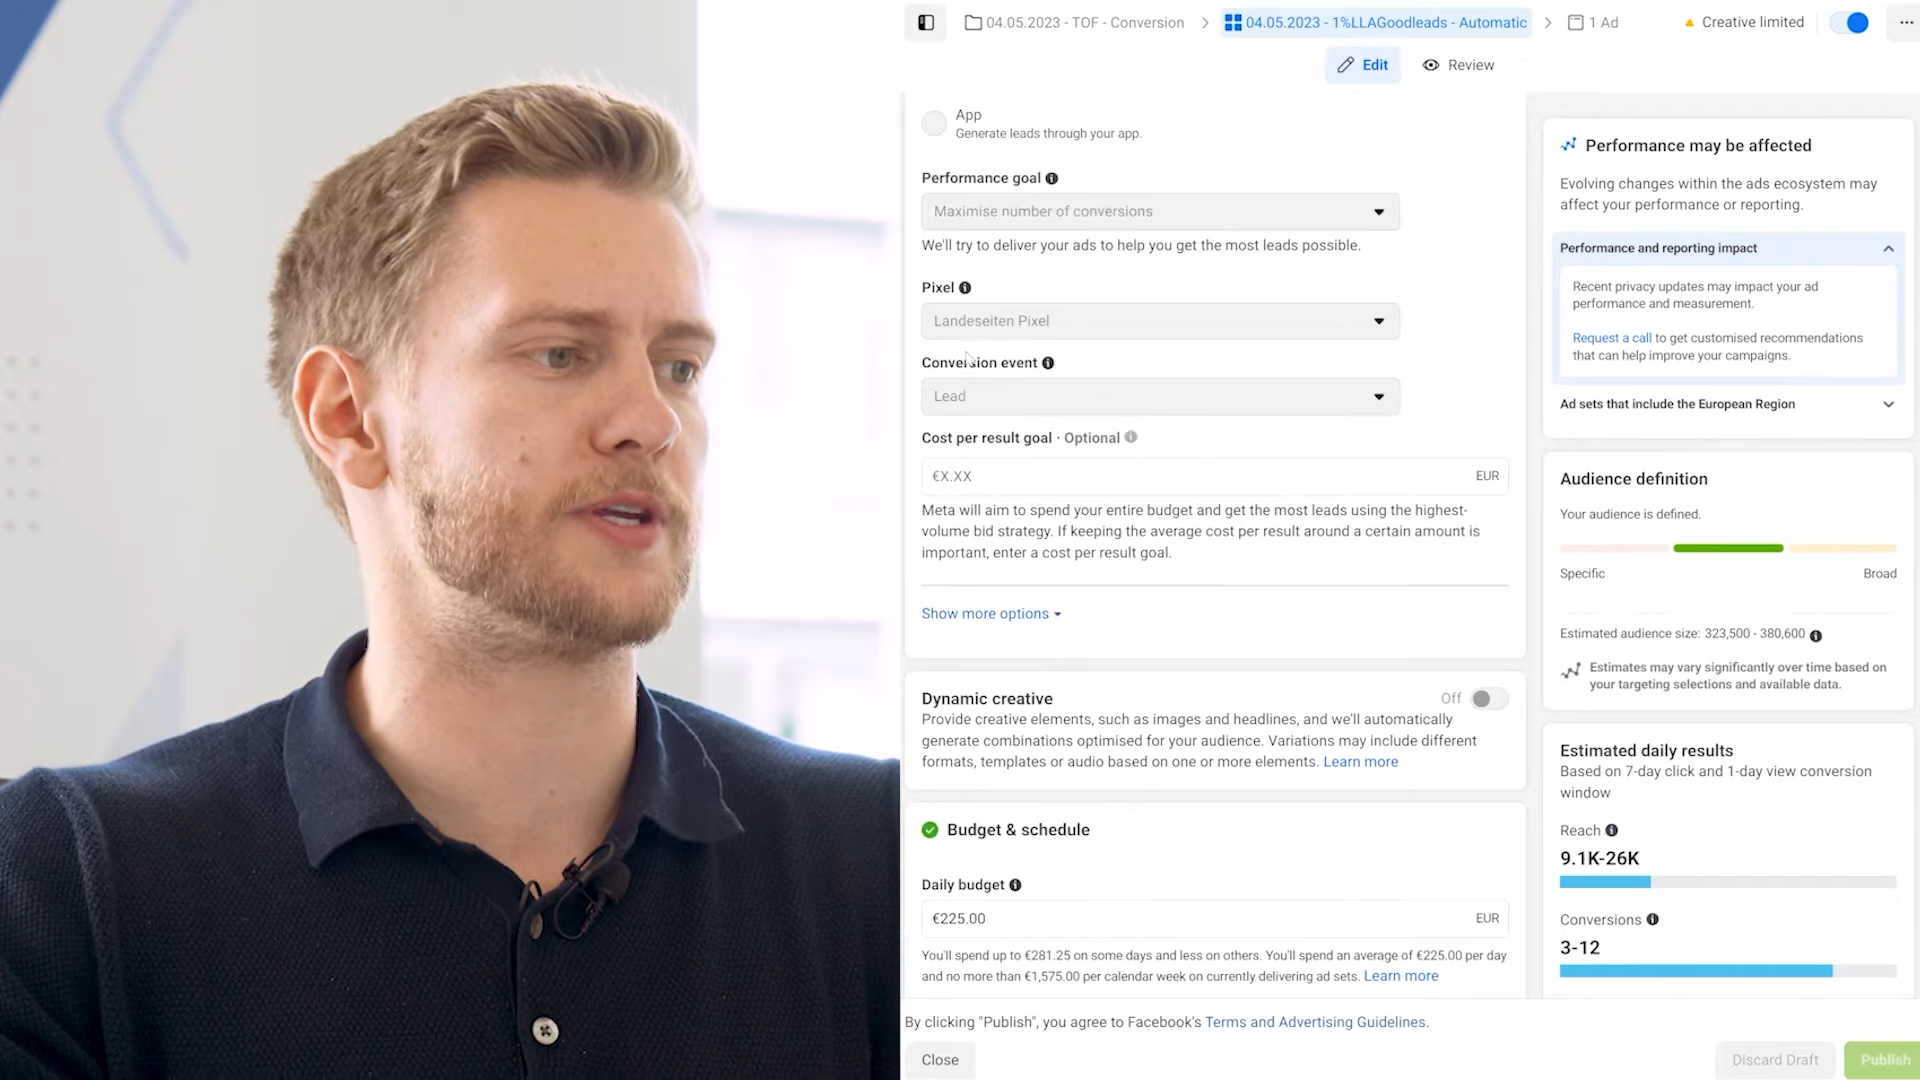 04.05.2023 - TOF - Conversion
04.05.2023 - 1%LLAGoodleads - Automatic
1 Ad
Creative limited
Edit
Review
App
Generate leads through your app.
Performance goal
Maximise number of conversions
We'll try to deliver your ads to help you get the most leads possible.
Pixel
Landeseiten Pixel
Conversion event
Lead
Cost per result goal · Optional
€X.XX
EUR
Meta will aim to spend your entire budget and get the most leads using the highest-
volume bid strategy. If keeping the average cost per result around a certain amount is
important, enter a cost per result goal.
Show more options
Dynamic creative
Off
Provide creative elements, such as images and headlines, and we'll automatically
generate combinations optimised for your audience. Variations may include different
formats, templates or audio based on one or more elements. Learn more
Budget & schedule
Daily budget
€225.00
EUR
You'll spend up to €281.25 on some days and less on others. You'll spend an average of €225.00 per day
and no more than €1,575.00 per calendar week on currently delivering ad sets. Learn more
Performance may be affected
Evolving changes within the ads ecosystem may
affect your performance or reporting.
Performance and reporting impact
Recent privacy updates may impact your ad
performance and measurement.
Request a call to get customised recommendations
that can help improve your campaigns.
Ad sets that include the European Region
Audience definition
Your audience is defined.
Specific
Broad
Estimated audience size: 323,500 - 380,600
Estimates may vary significantly over time based on
your targeting selections and available data.
Estimated daily results
Based on 7-day click and 1-day view conversion
window
Reach
9.1K-26K
Conversions
3-12
By clicking "Publish", you agree to Facebook's Terms and Advertising Guidelines.
Close
Discard Draft
Publish